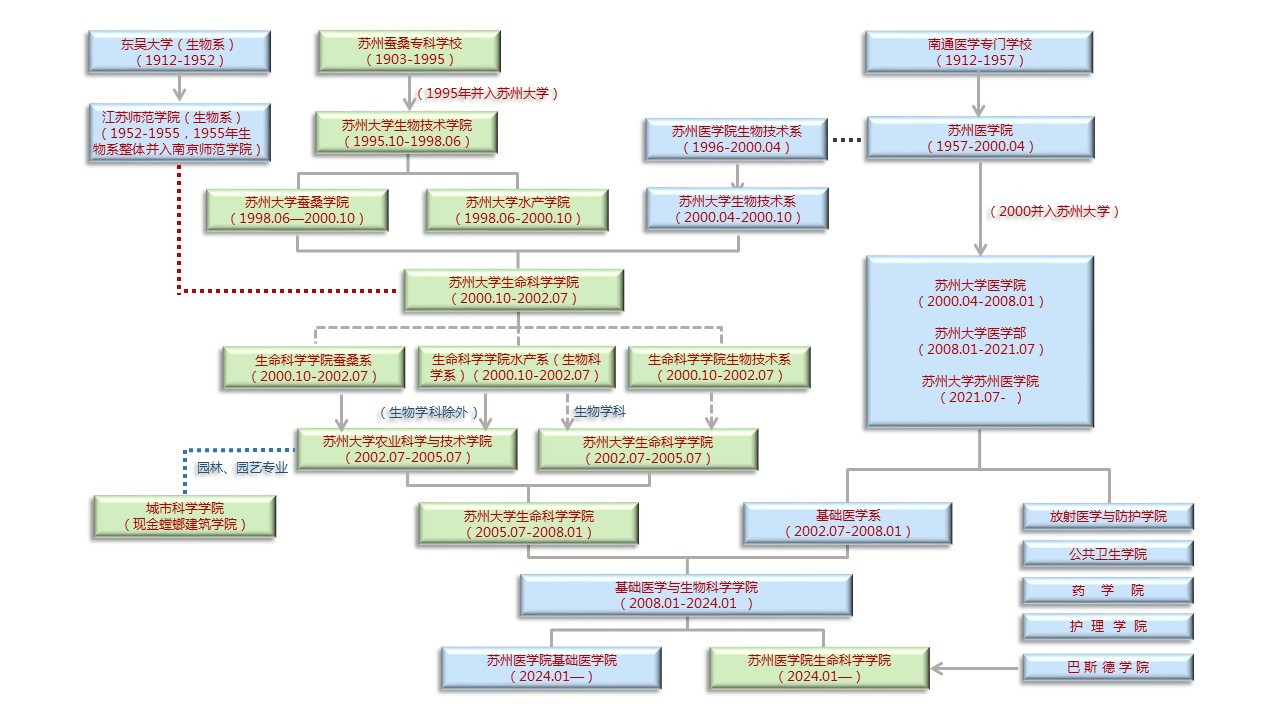 东吴大学（生物系）
（1912-1952）
苏州蚕桑专科学校
（1903-1995）
南通医学专门学校
（1912-1957）
（1995年并入苏州大学）
江苏师范学院（生物系）
（1952-1955，1955年生
物系整体并入南京师范学院）
苏州大学生物技术学院
（1995.10-1998.06）
苏州医学院生物技术系
（1996-2000.04）
苏州医学院
（1957-2000.04）
苏州大学蚕桑学院
（1998.06—2000.10）
苏州大学水产学院
（1998.06-2000.10）
苏州大学生物技术系
（2000.04-2000.10）
（2000并入苏州大学）
苏州大学生命科学学院
（2000.10-2002.07）
苏州大学医学院
（2000.04-2008.01）
苏州大学医学部
（2008.01-2021.07）
苏州大学苏州医学院
（2021.07- ）
生命科学学院蚕桑系
（2000.10-2002.07）
生命科学学院水产系（生物科
学系）（2000.10-2002.07）
生命科学学院生物技术系
（2000.10-2002.07）
（生物学科除外）
生物学科
苏州大学农业科学与技术学院
（2002.07-2005.07）
苏州大学生命科学学院
（2002.07-2005.07）
园林、园艺专业
城市科学学院
（现金螳螂建筑学院）
苏州大学生命科学学院
（2005.07-2008.01）
基础医学系
（2002.07-2008.01）
放射医学与防护学院
公共卫生学院
药 学 院
护 理 学 院
巴 斯 德 学 院
基础医学与生物科学学院
（2008.01-2024.01 ）
苏州医学院基础医学院
（2024.01—）
苏州医学院生命科学学院
（2024.01—）